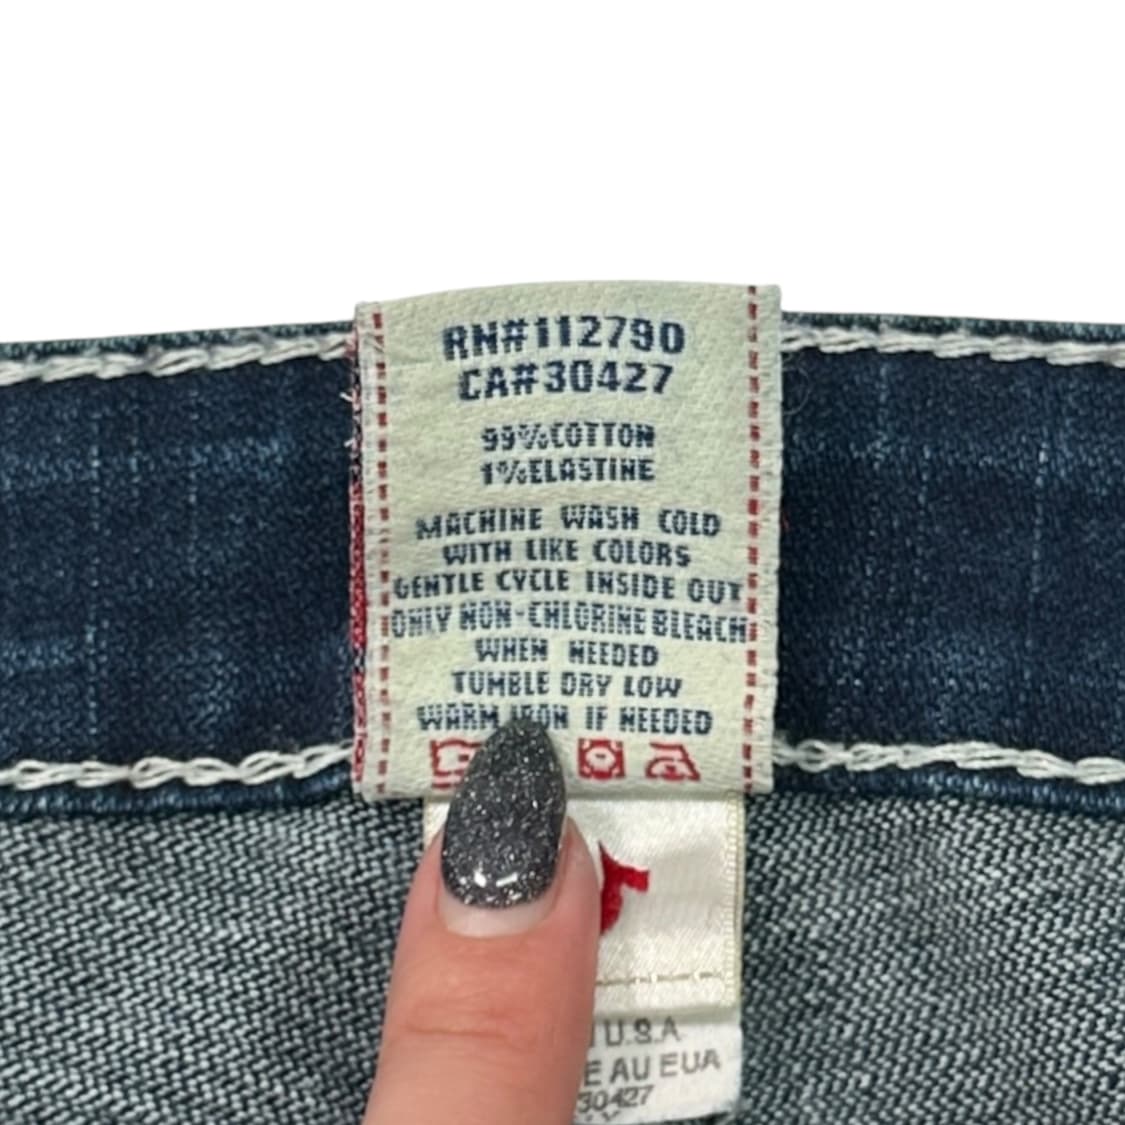 RN#112790
CA#30427
99%COTTON
1%ELASTINE
MACHINE WASH COLD
WITH LIKE COLORS
GENTLE CYCLE INSIDE OUT
ONLY NON-CHLORINE BLEACH
WHEN NEEDED
TUMBLE DRY LOW
WARM IRON IF NEEDED
U.S.A.
AU EUA
30427